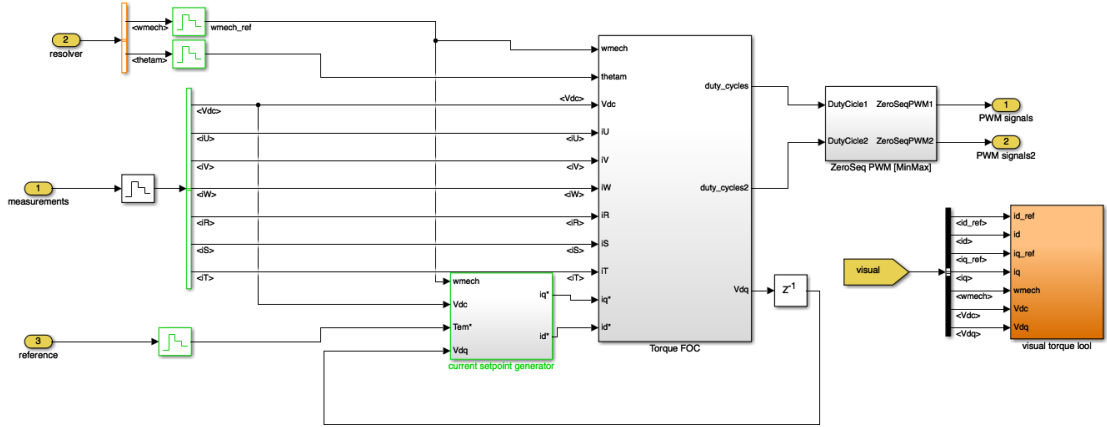 2
resolver
<wmech>
wmech_ref
<thetam>
1
measurements
<Vdc>
<iU>
<iV>
<iW>
<iR>
<iS>
<iT>
<Vdc>
<iU>
<iV>
<iW>
<iR>
<iS>
<iT>
3
reference
wmech
Vdc
Tem*
Vdq
iq*
id*
current setpoint generator
wmech
thetam
Vdc
iU
iV
iW
iR
iS
iT
iq*
id*
duty_cycles
duty_cycles2
Vdq
Torque FOC
Z-1
DutyCicle1
DutyCicle2
ZeroSeqPWM1
ZeroSeqPWM2
ZeroSeq PWM [MinMax]
1
PWM signals
2
PWM signals2
visual
<id_ref>
<id>
<iq_ref>
<iq>
<wmech>
<Vdc>
<Vdq>
id_ref
id
iq_ref
iq
wmech
Vdc
Vdq
visual torque lool